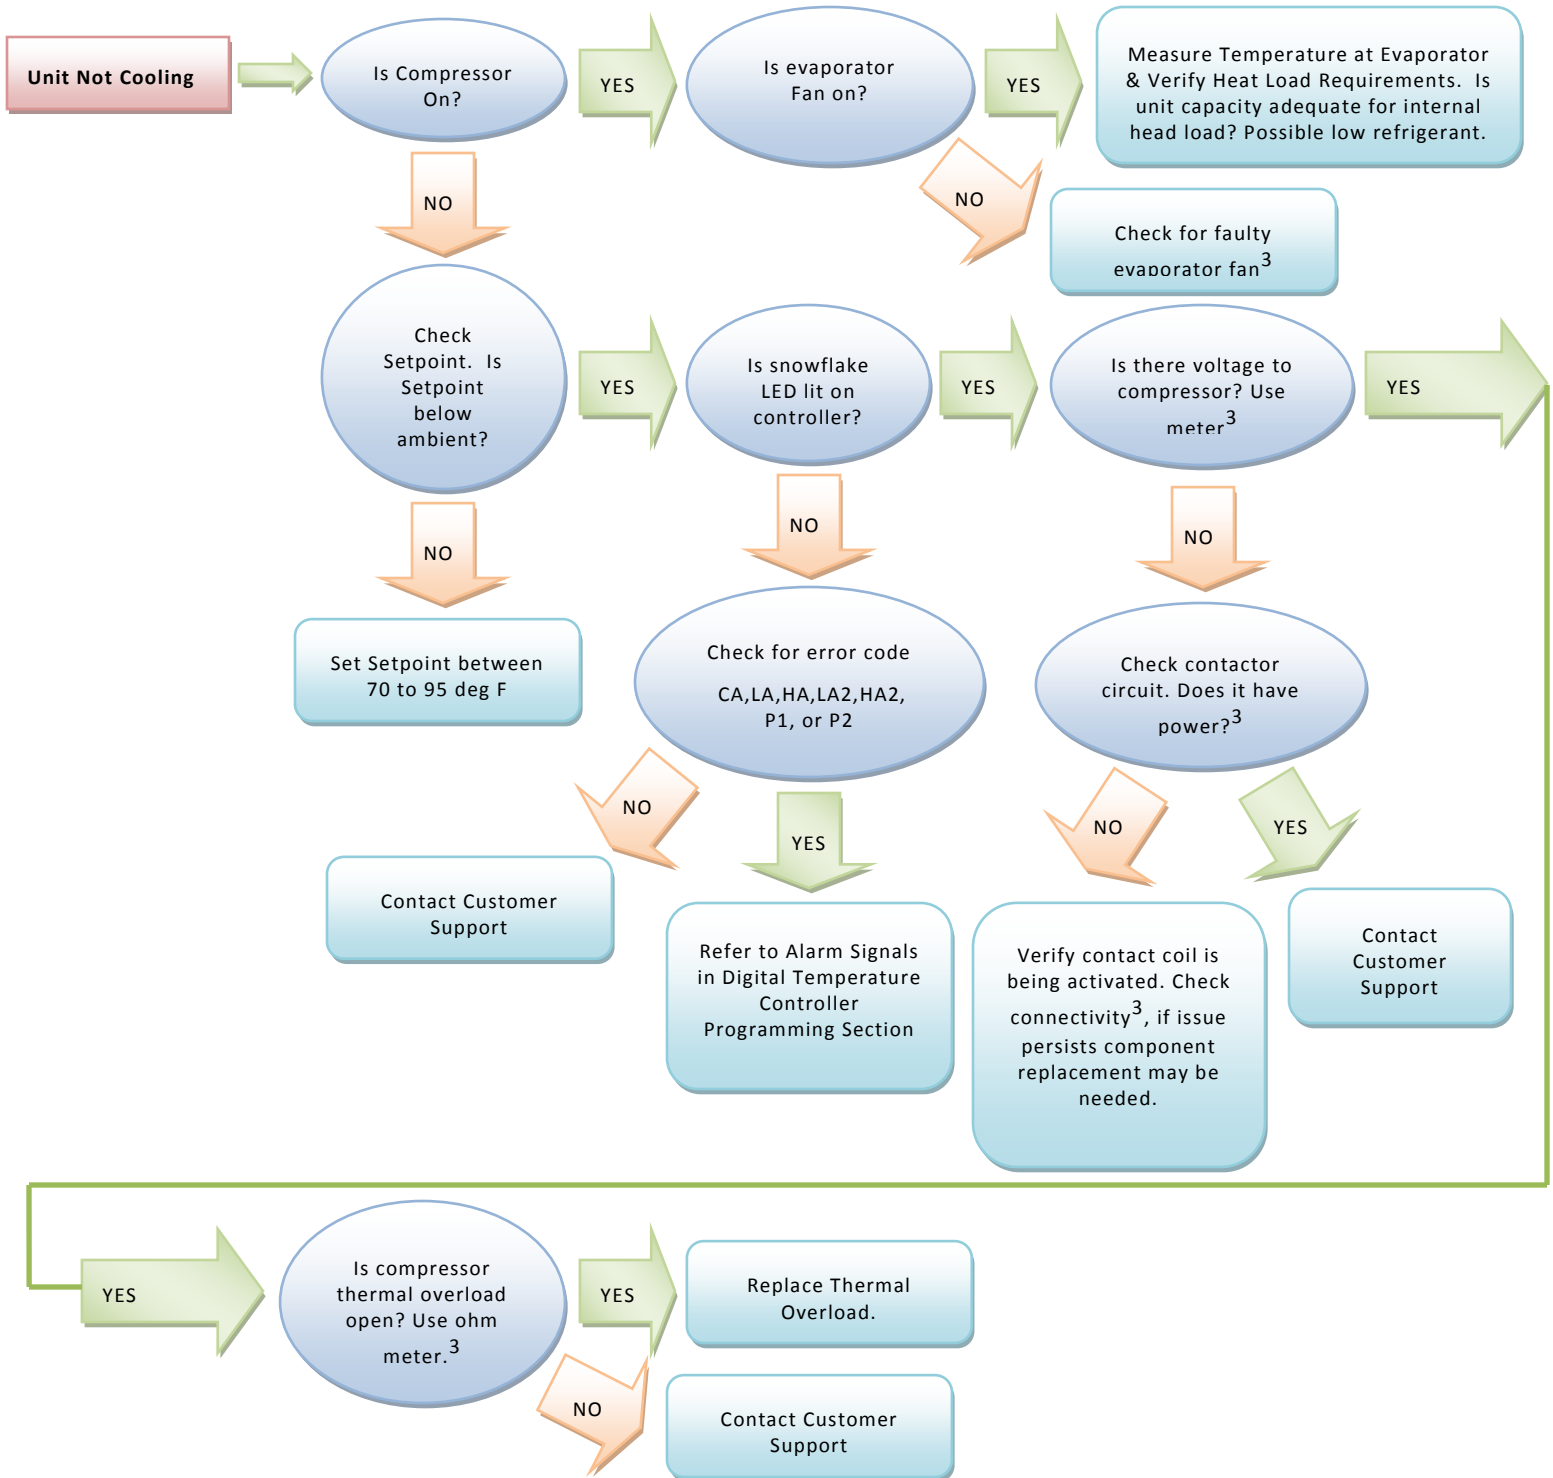 Unit Not Cooling
Is Compressor
On?
YES
Is evaporator
Fan on?
YES
Measure Temperature at Evaporator
& Verify Heat Load Requirements. Is
unit capacity adequate for internal
head load? Possible low refrigerant.
NO
NO
Check for faulty
evaporator fan3
Check
Setpoint. Is
Setpoint
below
ambient?
YES
Is snowflake
LED lit on
controller?
YES
Is there voltage to
compressor? Use
meter3
YES
NO
NO
NO
Set Setpoint between
70 to 95 deg F
Check for error code
CA,LA,HA,LA2,HA2,
P1, or P2
Check contactor
circuit. Does it have
power?3
NO
YES
NO
YES
Contact Customer
Support
Refer to Alarm Signals
in Digital Temperature
Controller
Programming Section
Verify contact coil is
being activated. Check
connectivity3, if issue
persists component
replacement may be
needed.
Contact
Customer
Support
YES
Is compressor
thermal overload
open? Use ohm
meter.3
YES
Replace Thermal
Overload.
NO
Contact Customer
Support